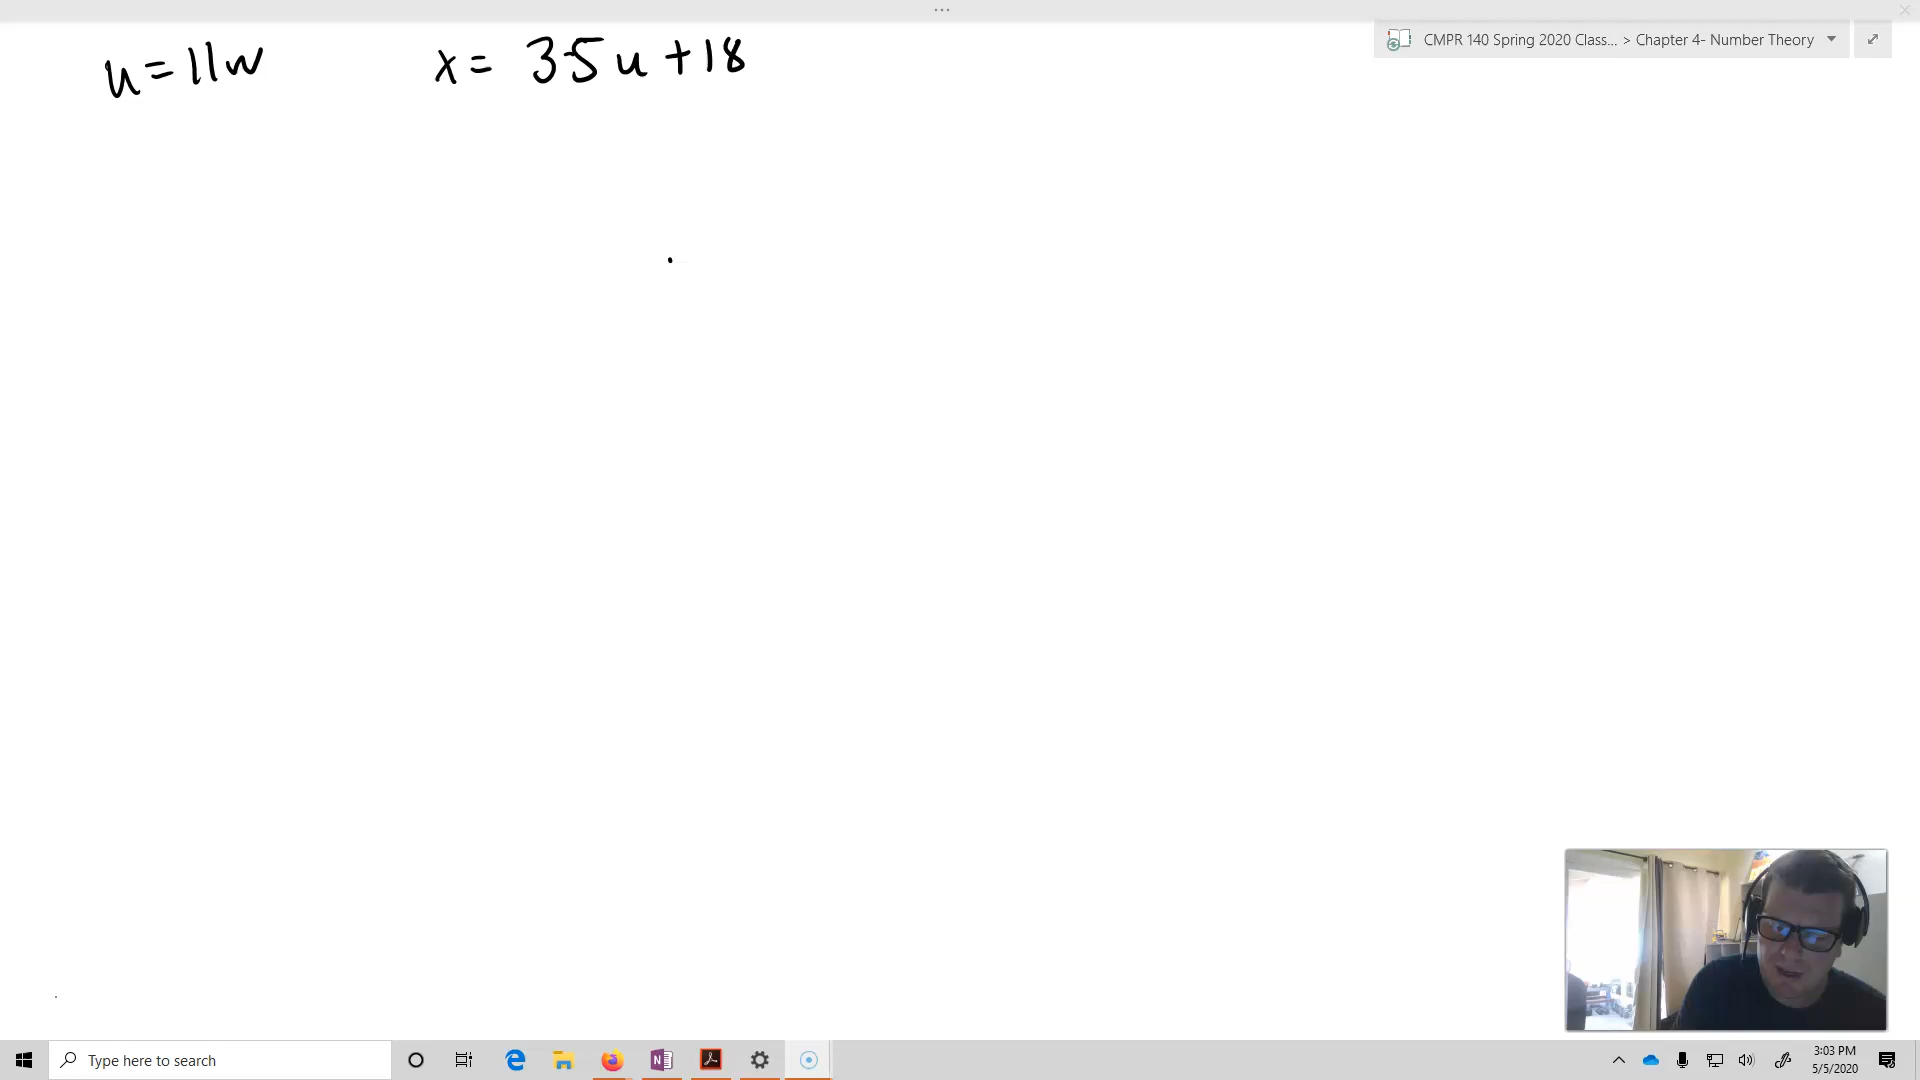 CMPR 140 Spring 2020 Class... > Chapter 4- Number Theory
u = 11w x = 35u + 18
Type here to search
3:03 PM
5/5/2020